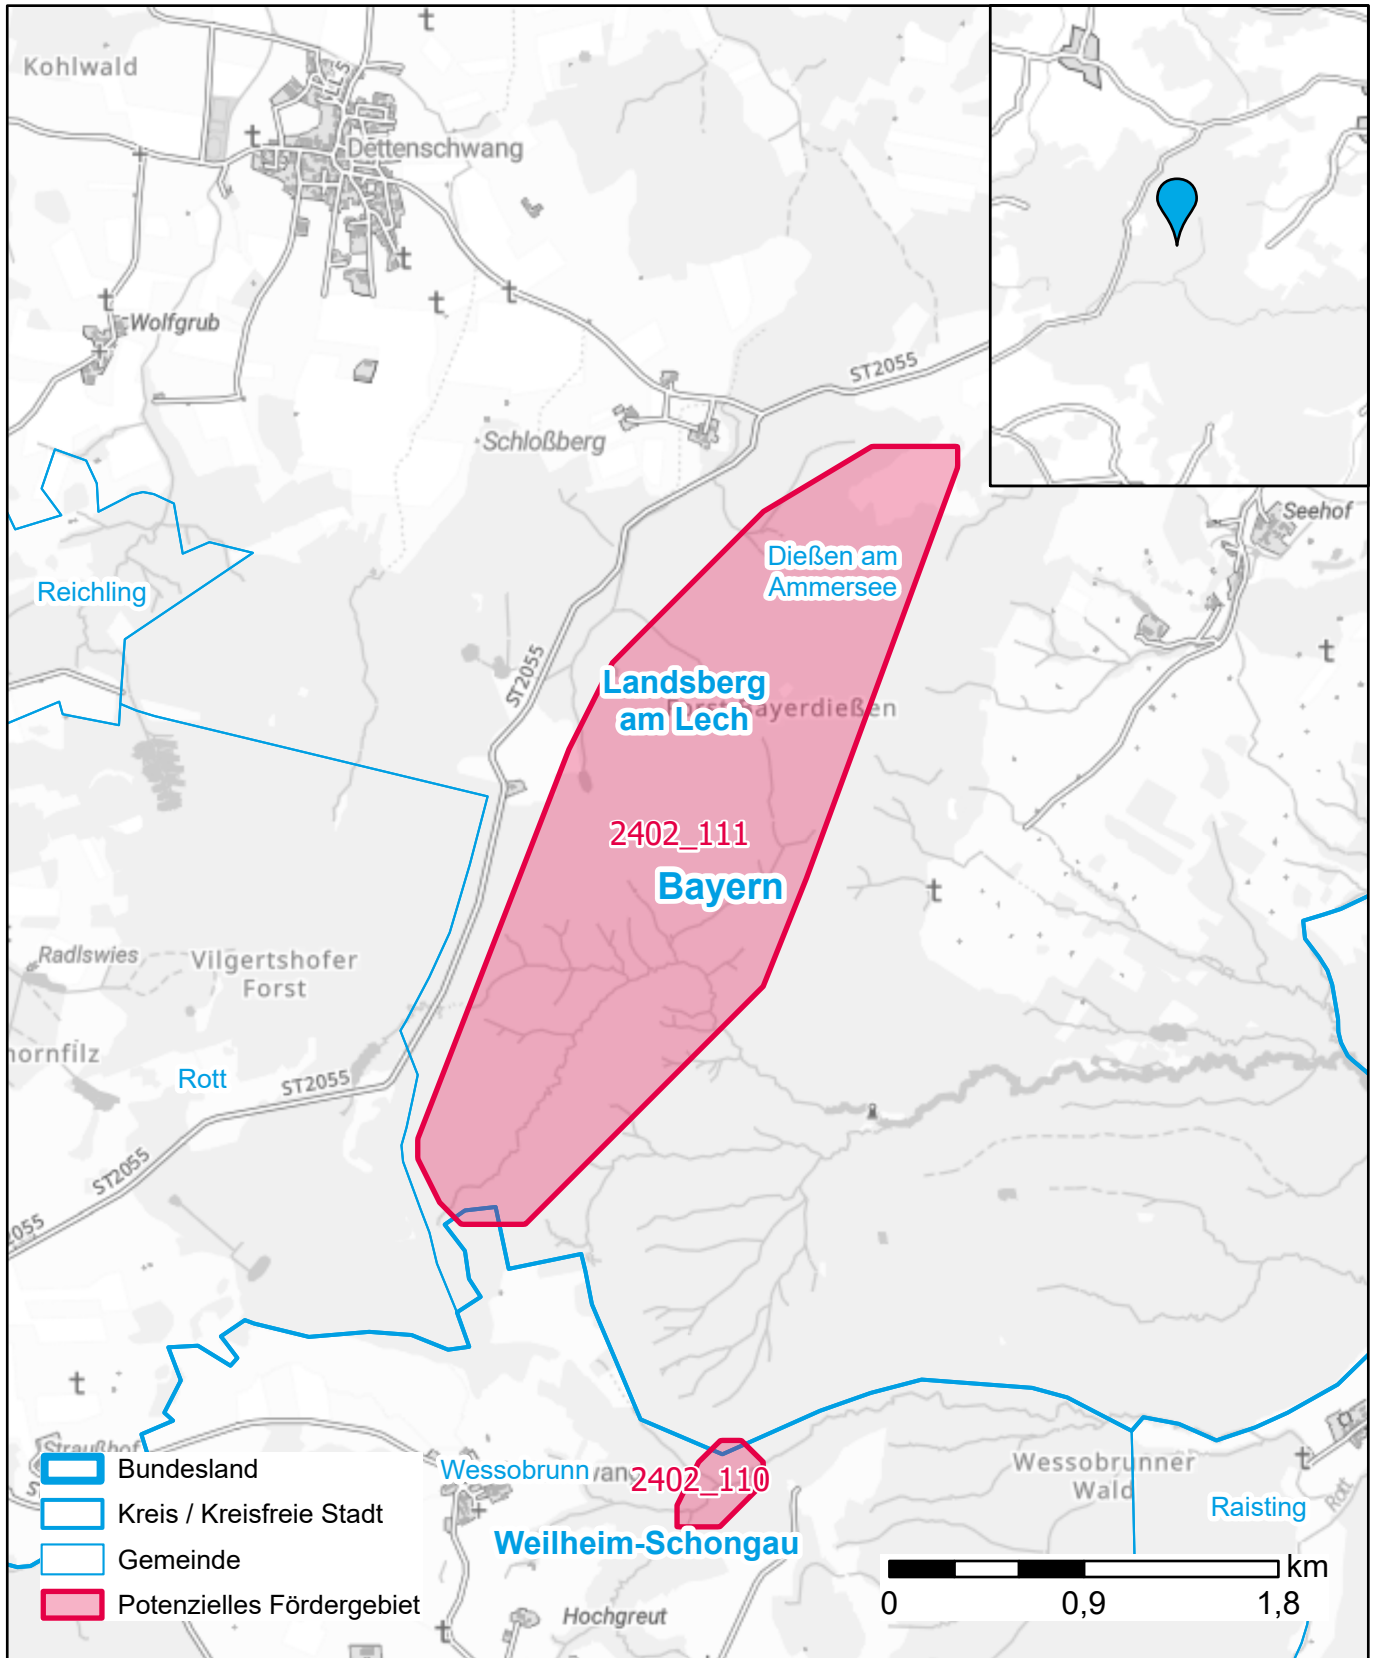 Kohlwald
Dettenschwang
Wolfgrub
Schloßberg
ST2055
Seehof
Reichling
Dießen am
Ammersee
ST2055
Landsberg
am Lech
2402_111
Bayern
Radlswies
Vilgertshofer
Forst
Rott
ST2055
ST2055
Straußhof
Wessobrunn
2402_110
Weilheim-Schongau
Wessobrunner
Wald
Raisting
Rott
Hochgreut
Bundesland
Kreis / Kreisfreie Stadt
Gemeinde
Potenzielles Fördergebiet
km
0 0,9 1,8